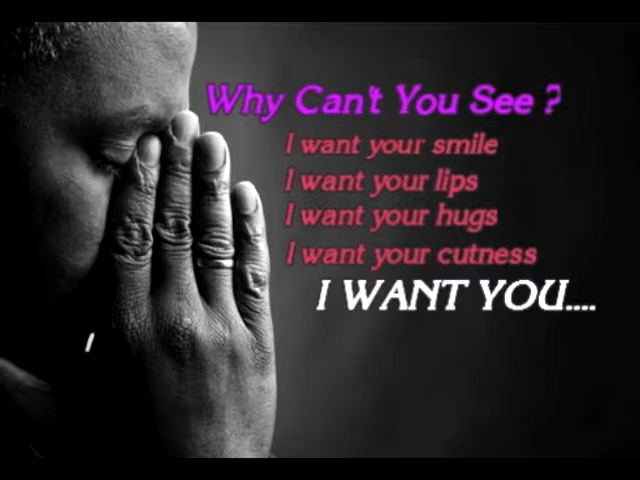 Why Can't You See ?
I want your smile
I want your lips
I want your hugs
I want your cutness
I WANT YOU....